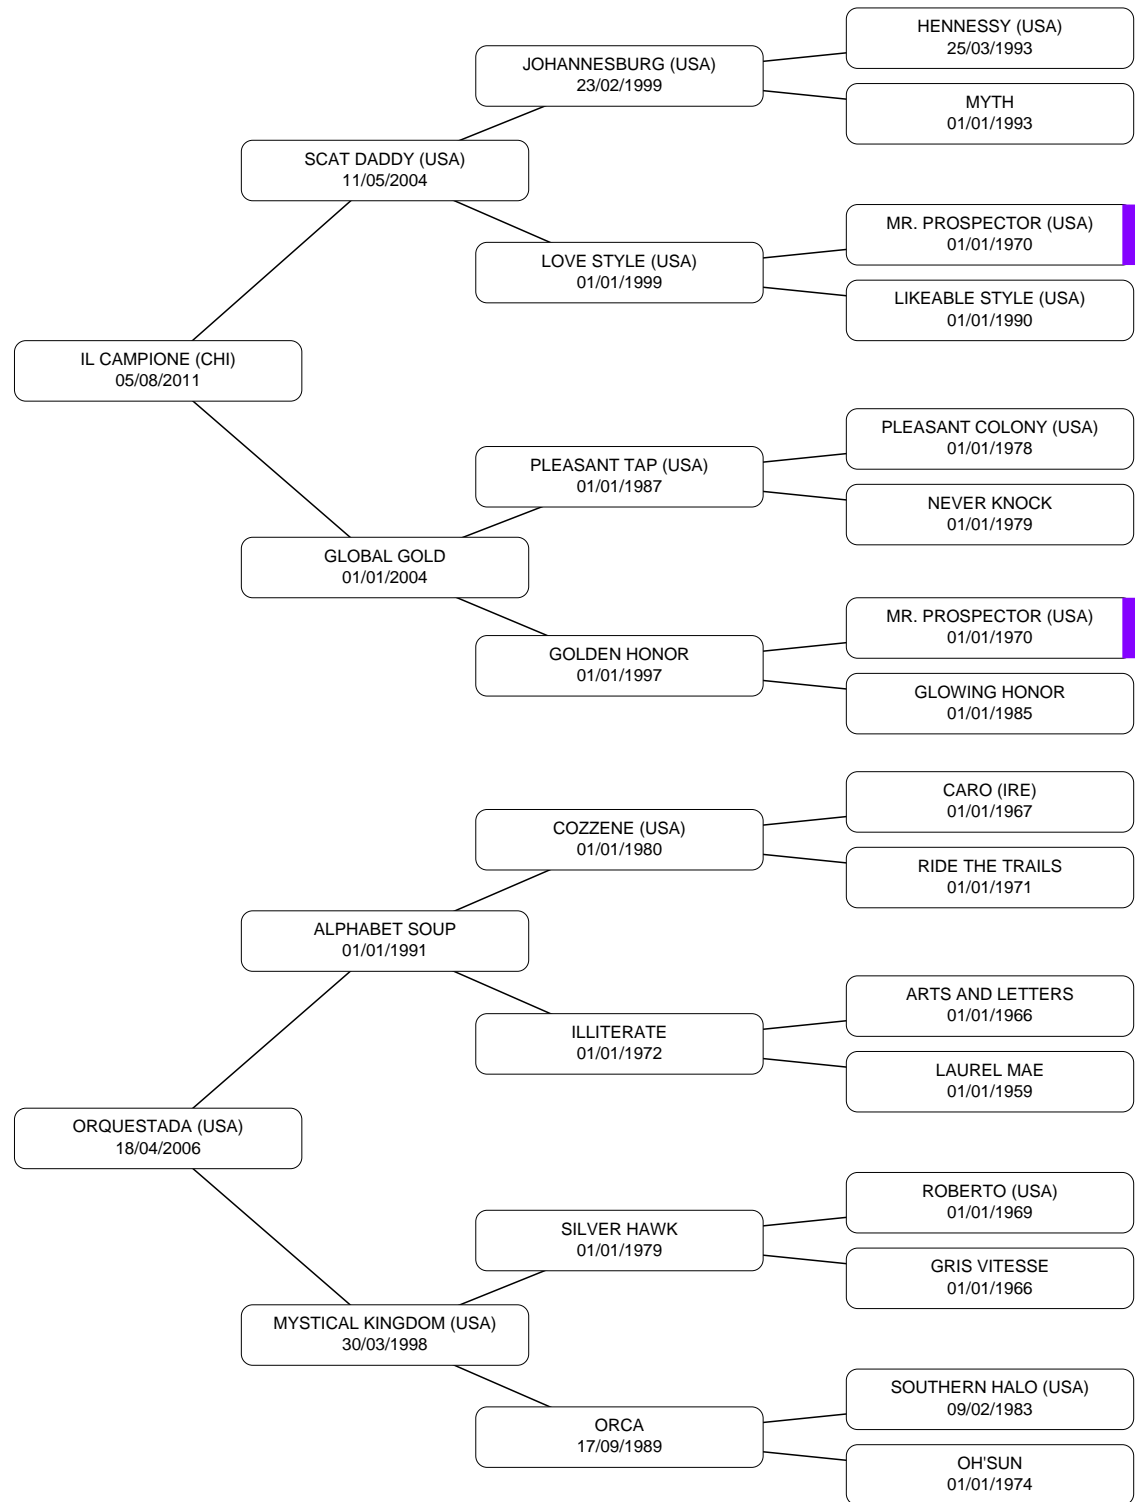 HENNESSY (USA)
25/03/1993
JOHANNESBURG (USA)
23/02/1999
MYTH
01/01/1993
SCAT DADDY (USA)
11/05/2004
MR. PROSPECTOR (USA)
01/01/1970
LOVE STYLE (USA)
01/01/1999
LIKEABLE STYLE (USA)
01/01/1990
IL CAMPIONE (CHI)
05/08/2011
PLEASANT COLONY (USA)
01/01/1978
PLEASANT TAP (USA)
01/01/1987
NEVER KNOCK
01/01/1979
GLOBAL GOLD
01/01/2004
MR. PROSPECTOR (USA)
01/01/1970
GOLDEN HONOR
01/01/1997
GLOWING HONOR
01/01/1985
CARO (IRE)
01/01/1967
COZZENE (USA)
01/01/1980
RIDE THE TRAILS
01/01/1971
ALPHABET SOUP
01/01/1991
ARTS AND LETTERS
01/01/1966
ILLITERATE
01/01/1972
LAUREL MAE
01/01/1959
ORQUESTADA (USA)
18/04/2006
ROBERTO (USA)
01/01/1969
SILVER HAWK
01/01/1979
GRIS VITESSE
01/01/1966
MYSTICAL KINGDOM (USA)
30/03/1998
SOUTHERN HALO (USA)
09/02/1983
ORCA
17/09/1989
OH'SUN
01/01/1974